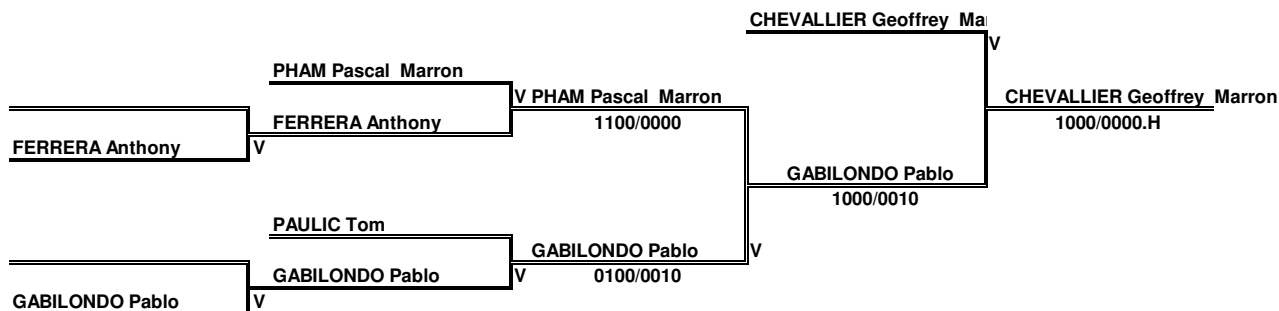 CHEVALLIER Geoffrey Mar
V
PHAM Pascal Marron
V PHAM Pascal Marron
CHEVALLIER Geoffrey Marron
FERRERA Anthony
1100/0000
1000/0000.H
FERRERA Anthony
V
GABILONDO Pablo
1000/0010
PAULIC Tom
GABILONDO Pablo
V
GABILONDO Pablo
V
0100/0010
GABILONDO Pablo
V